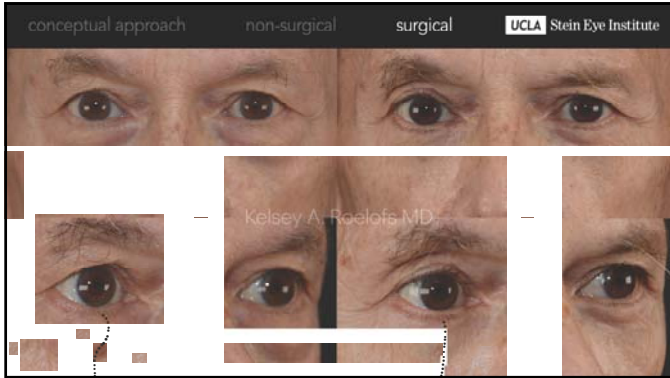 conceptual approach non-surgical surgical UCLA Stein Eye Institute
Kelsey A. Roelofs MD